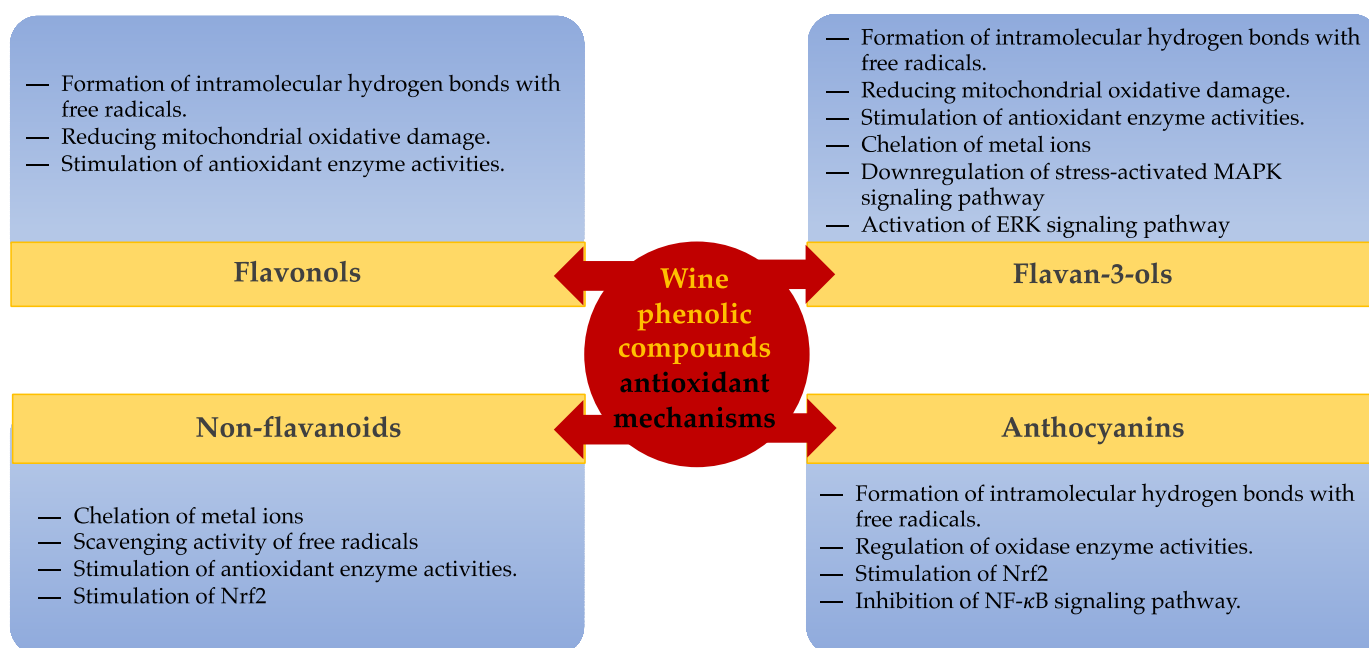 — Formation of intramolecular hydrogen bonds with
free radicals.
— Reducing mitochondrial oxidative damage.
— Stimulation of antioxidant enzyme activities.
Flavonols
— Formation of intramolecular hydrogen bonds with
free radicals.
— Reducing mitochondrial oxidative damage.
— Stimulation of antioxidant enzyme activities.
— Chelation of metal ions
— Downregulation of stress-activated MAPK
signaling pathway
— Activation of ERK signaling pathway
Flavan-3-ols
Wine
phenolic
compounds
antioxidant
mechanisms
Non-flavanoids
— Chelation of metal ions
— Scavenging activity of free radicals
— Stimulation of antioxidant enzyme activities.
— Stimulation of Nrf2
Anthocyanins
— Formation of intramolecular hydrogen bonds with
free radicals.
— Regulation of oxidase enzyme activities.
— Stimulation of Nrf2
— Inhibition of NF-κB signaling pathway.